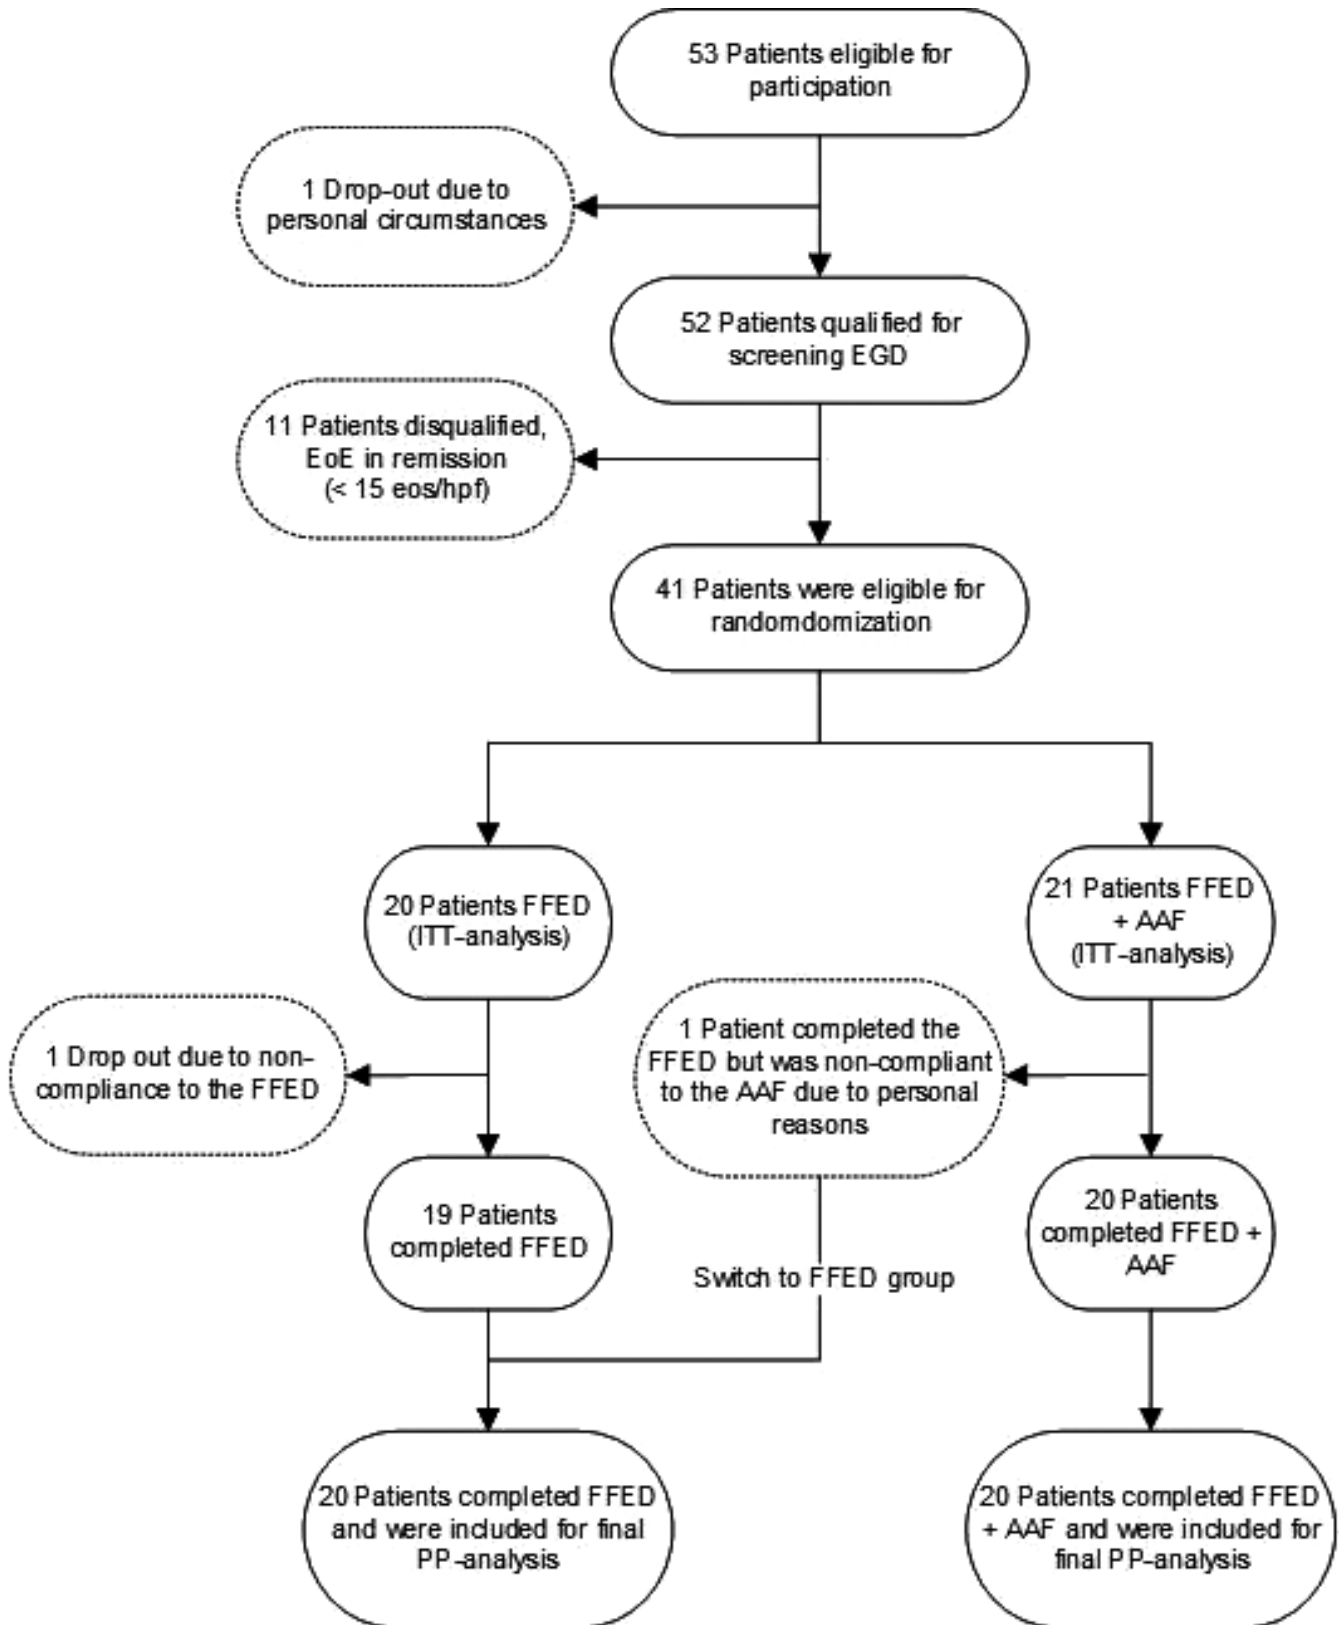 53 Patients eligible for
participation
1 Drop-out due to
personal circumstances
52 Patients qualified for
screening EGD
11 Patients disqualified,
EoE in remission
(< 15 eos/hpf)
41 Patients were eligible for
randomdomization
20 Patients FFED
(ITT-analysis)
21 Patients FFED
+ AAF
(ITT-analysis)
1 Drop out due to non-
compliance to the FFED
1 Patient completed the
FFED but was non-compliant
to the AAF due to personal
reasons
19 Patients
completed FFED
20 Patients
completed FFED +
AAF
Switch to FFED group
20 Patients completed FFED
and were included for final
PP-analysis
20 Patients completed FFED
+ AAF and were included for
final PP-analysis